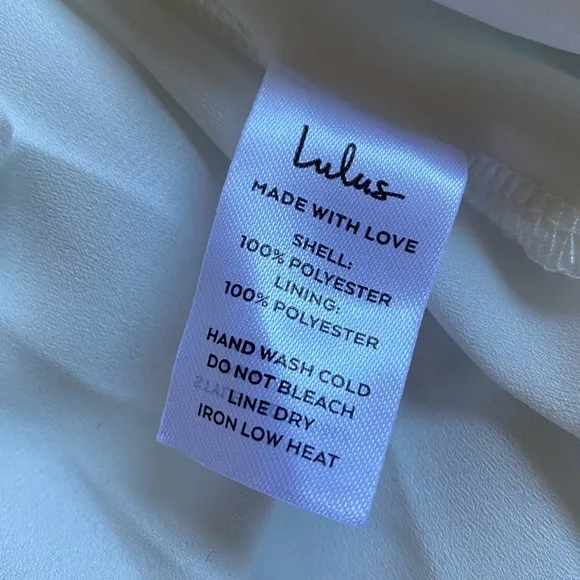 Lulus
MADE WITH LOVE
SHELL:
100% POLYESTER
LINING:
100% POLYESTER
HAND WASH COLD
DO NOT BLEACH
LINE DRY
IRON LOW HEAT